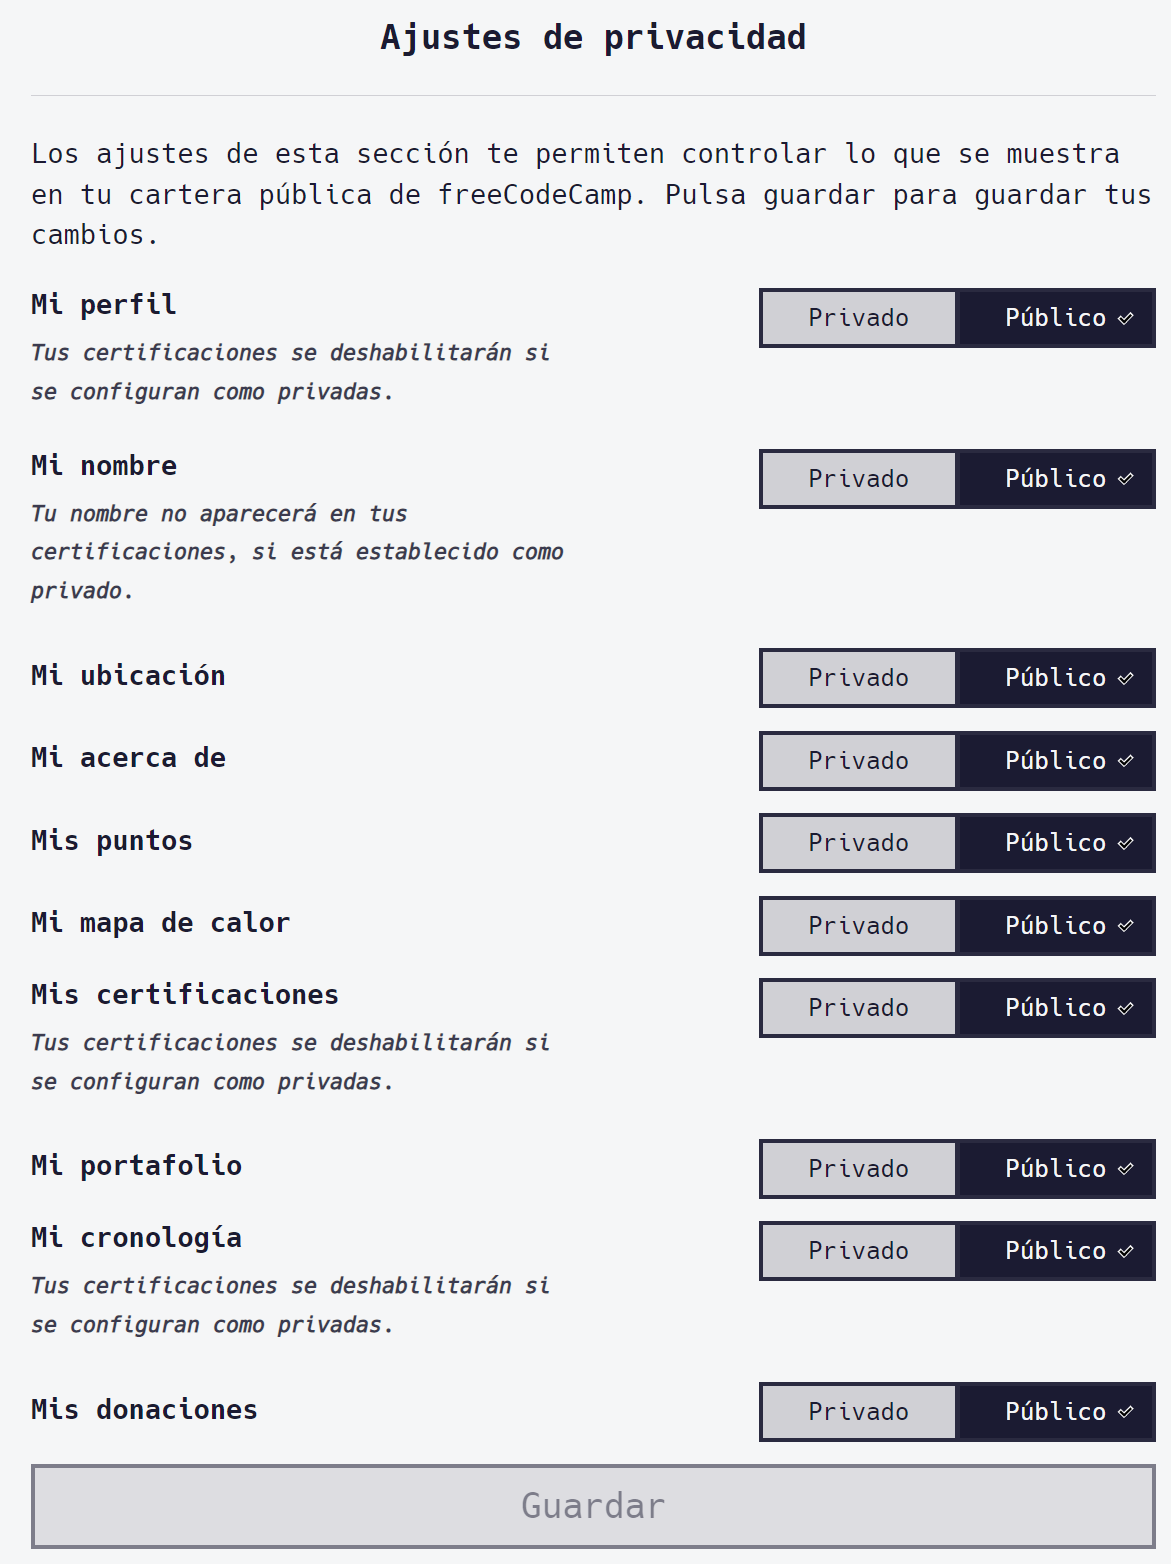 Ajustes de privacidad
Los ajustes de esta sección te permiten controlar lo que se muestra
en tu cartera pública de freeCodeCamp. Pulsa guardar para guardar tus
cambios.
Mi perfil
Privado Público
Tus certificaciones se deshabilitarán si
se configuran como privadas.
Mi nombre
Privado Público
Tu nombre no aparecerá en tus
certificaciones, si está establecido como
privado.
Mi ubicación
Privado Público
Mi acerca de
Privado Público
Mis puntos
Privado Público
Mi mapa de calor
Privado Público
Mis certificaciones
Privado Público
Tus certificaciones se deshabilitarán si
se configuran como privadas.
Mi portafolio
Privado Público
Mi cronología
Privado Público
Tus certificaciones se deshabilitarán si
se configuran como privadas.
Mis donaciones
Privado Público
Guardar